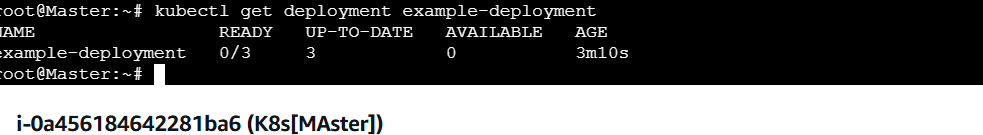 root@Master:~# kubectl get deployment example-deployment
NAME READY UP-TO-DATE AVAILABLE AGE
example-deployment 0/3 3 0 3m10s
root@Master:~#
i-0a456184642281ba6 (K8s[MAster])